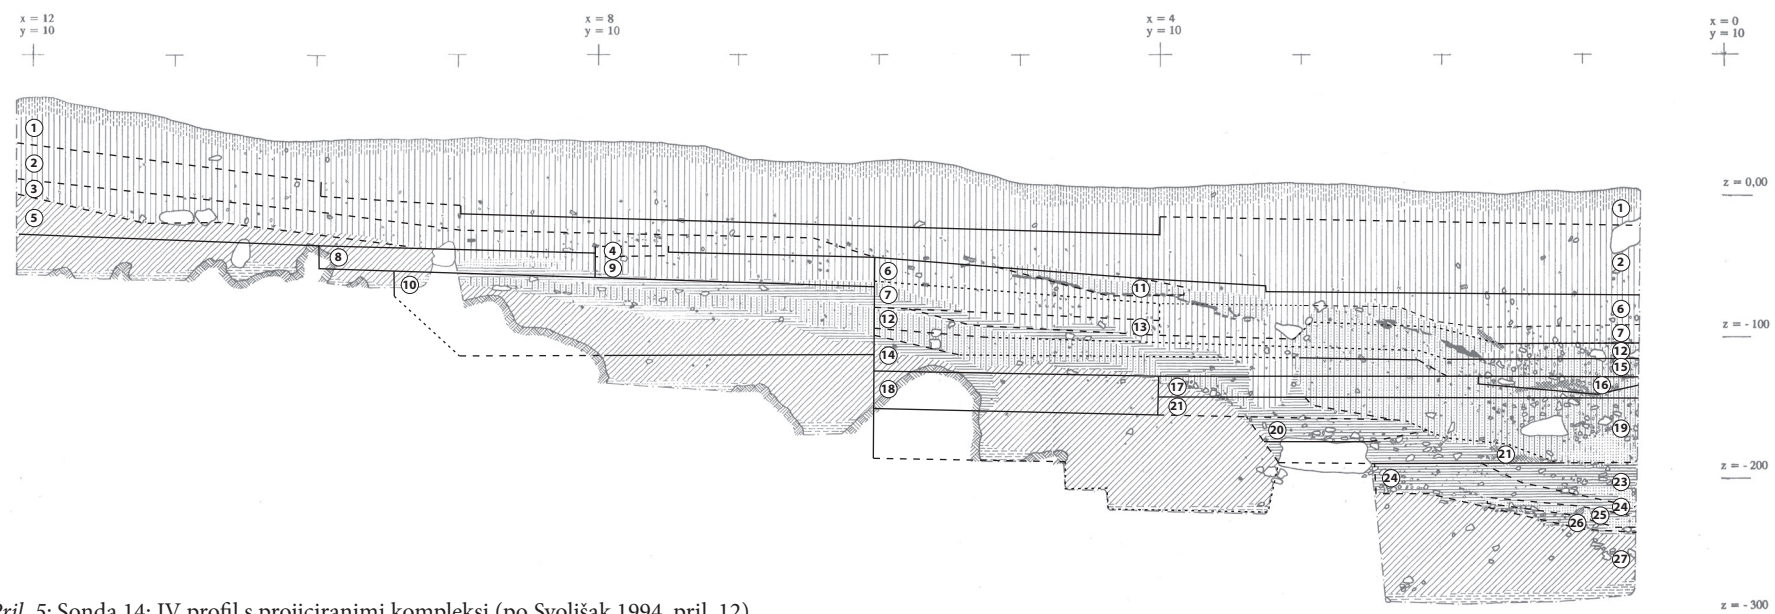 x = 12
y = 10
x = 8
y = 10
x = 4
y = 10
x = 0
y = 10
z = 0,00
z = - 100
z = - 200
z = - 300
1
2
3
5
8
10
4
9
6
7
12
14
18
11
13
17
21
20
1
2
6
7
12
15
16
19
21
24
23
24
25
26
27
Pril. 5: Sonda 14: IV profil s projiciranimi kompleksi (po Svoljšak 1994, pril. 12)